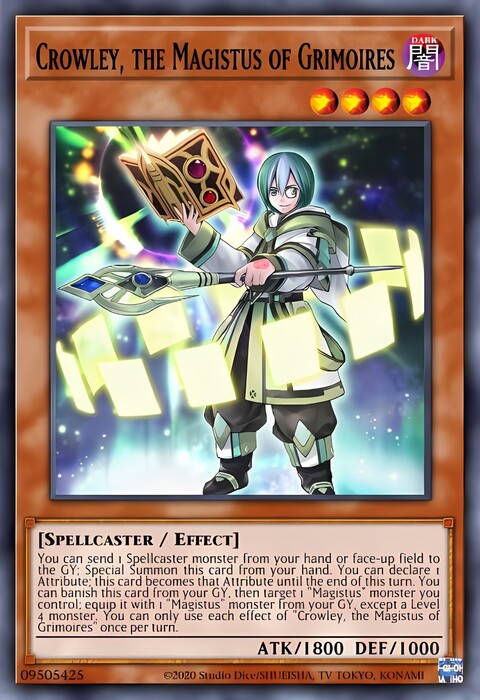 Crowley, the Magistus of Grimoires
DARK
闇
[Spellcaster / Effect]
You can send 1 Spellcaster monster from your hand or face-up field to
the GY; Special Summon this card from your hand. You can declare 1
Attribute; this card becomes that Attribute until the end of this turn. You
can banish this card from your GY, then target 1 "Magistus" monster you
control; equip it with 1 "Magistus" monster from your GY, except a Level
4 monster. You can only use each effect of "Crowley, the Magistus of
Grimoires" once per turn.
ATK/1800 DEF/1000
09505425
©2020 Studio Dice/SHUEISHA, TV TOKYO, KONAMI